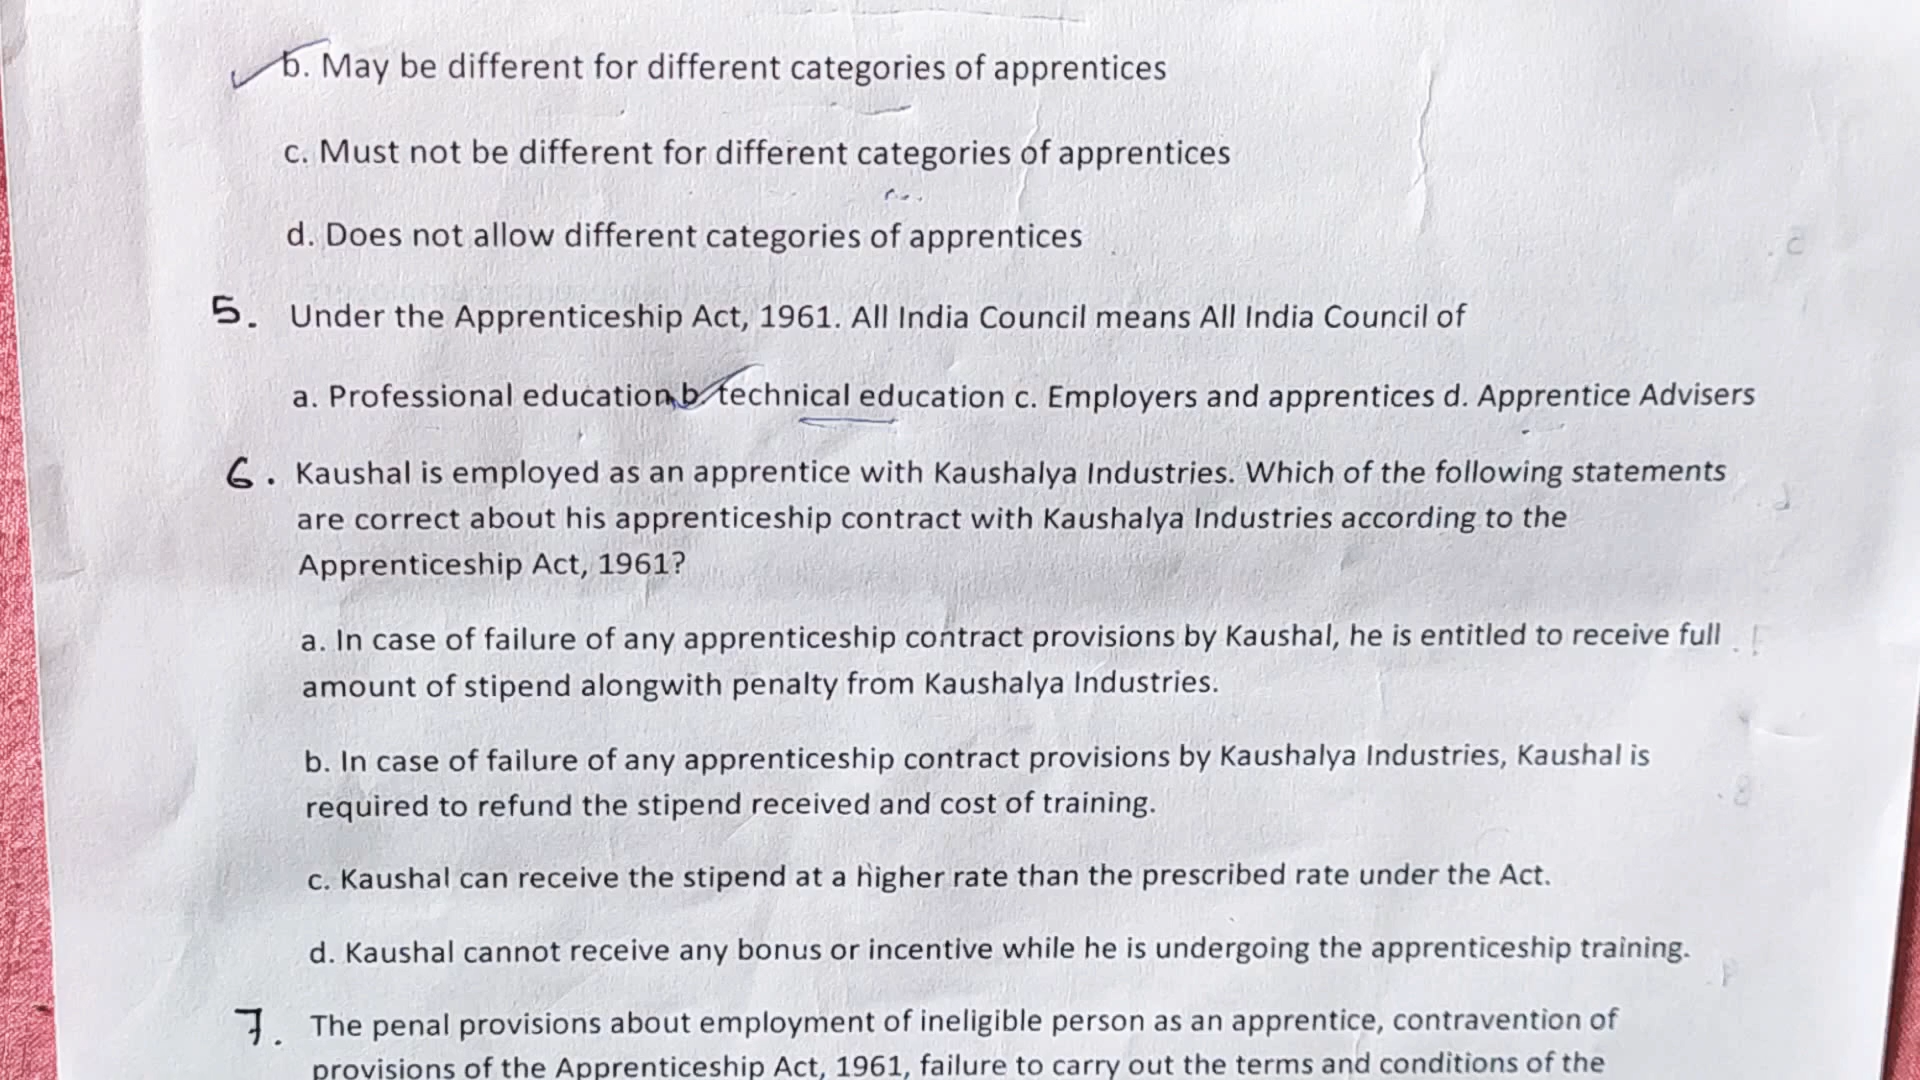 b. May be different for different categories of apprentices
c. Must not be different for different categories of apprentices
d. Does not allow different categories of apprentices
5. Under the Apprenticeship Act, 1961. All India Council means All India Council of
a. Professional education b. technical education c. Employers and apprentices d. Apprentice Advisers
6. Kaushal is employed as an apprentice with Kaushalya Industries. Which of the following statements
are correct about his apprenticeship contract with Kaushalya Industries according to the
Apprenticeship Act, 1961?
a. In case of failure of any apprenticeship contract provisions by Kaushal, he is entitled to receive full
amount of stipend alongwith penalty from Kaushalya Industries.
b. In case of failure of any apprenticeship contract provisions by Kaushalya Industries, Kaushal is
required to refund the stipend received and cost of training.
c. Kaushal can receive the stipend at a higher rate than the prescribed rate under the Act.
d. Kaushal cannot receive any bonus or incentive while he is undergoing the apprenticeship training.
7. The penal provisions about employment of ineligible person as an apprentice, contravention of
provisions of the Apprenticeship Act, 1961, failure to carry out the terms and conditions of the